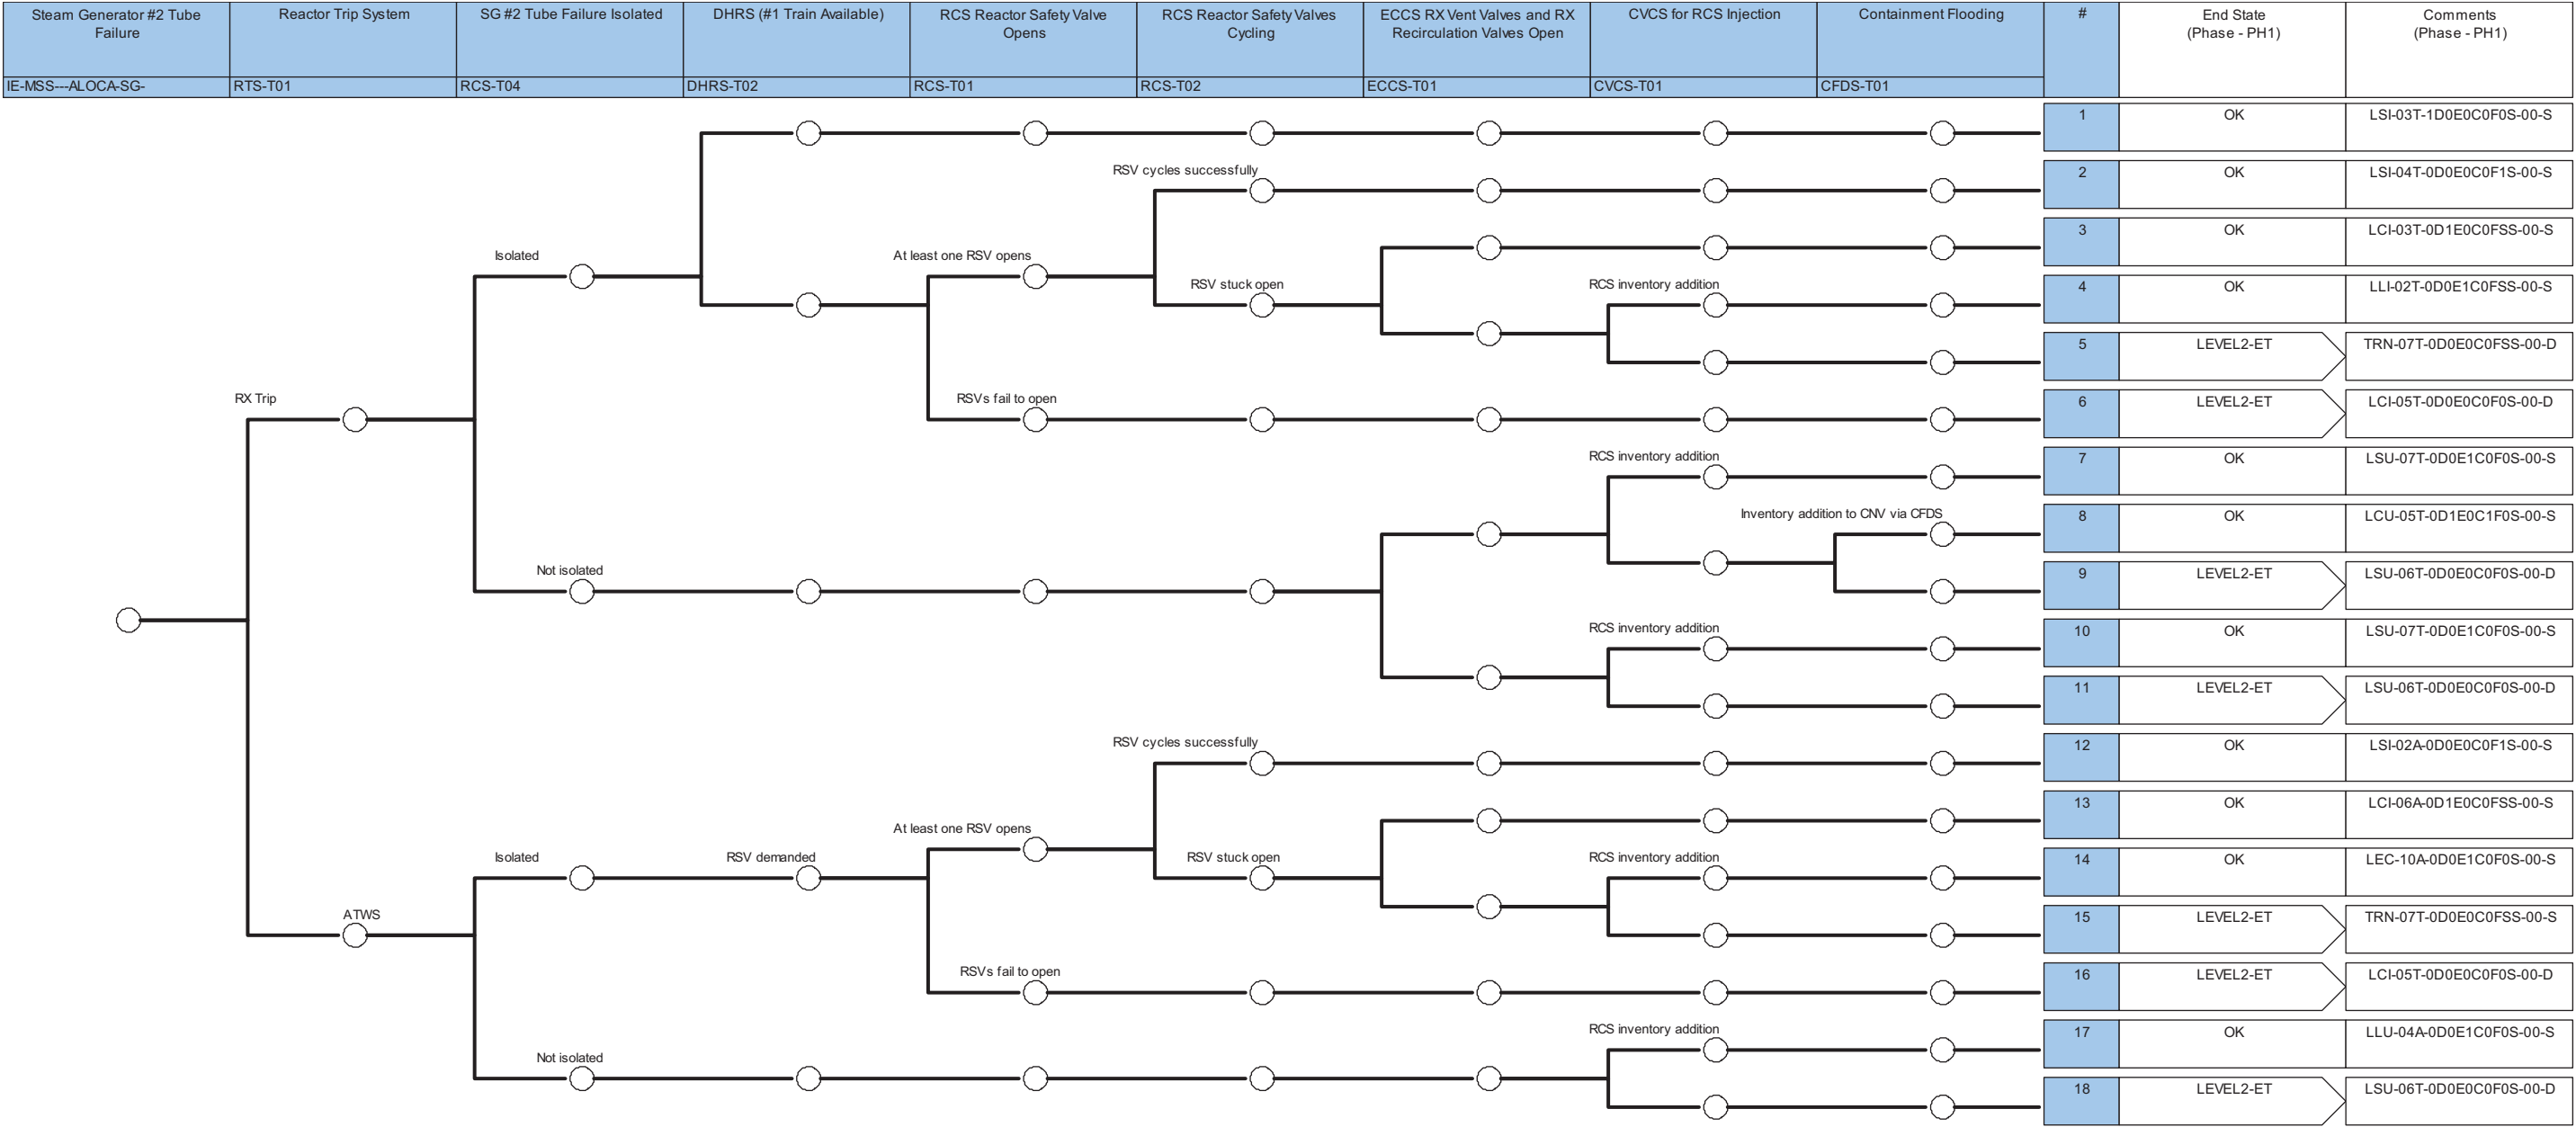 Steam Generator #2 Tube
Failure
Reactor Trip System
SG #2 Tube Failure Isolated
DHRS (#1 Train Available)
RCS Reactor Safety Valve
Opens
RCS Reactor Safety Valves
Cycling
ECCS RX Vent Valves and RX
Recirculation Valves Open
CVCS for RCS Injection
Containment Flooding
#
End State
(Phase - PH1)
Comments
(Phase - PH1)
IE-MSS---ALOCA-SG-
RTS-T01
RCS-T04
DHRS-T02
RCS-T01
RCS-T02
ECCS-T01
CVCS-T01
CFDS-T01
1
OK
LSI-03T-1D0E0C0F0S-00-S
RSV cycles successfully
2
OK
LSI-04T-0D0E0C0F1S-00-S
3
OK
LCI-03T-0D1E0C0FSS-00-S
Isolated
At least one RSV opens
RSV stuck open
RCS inventory addition
4
OK
LLI-02T-0D0E1C0FSS-00-S
5
LEVEL2-ET
TRN-07T-0D0E0C0FSS-00-D
RX Trip
RSVs fail to open
6
LEVEL2-ET
LCI-05T-0D0E0C0F0S-00-D
RCS inventory addition
7
OK
LSU-07T-0D0E1C0F0S-00-S
Inventory addition to CNV via CFDS
8
OK
LCU-05T-0D1E0C1F0S-00-S
Not isolated
9
LEVEL2-ET
LSU-06T-0D0E0C0F0S-00-D
RCS inventory addition
10
OK
LSU-07T-0D0E1C0F0S-00-S
11
LEVEL2-ET
LSU-06T-0D0E0C0F0S-00-D
RSV cycles successfully
12
OK
LSI-02A-0D0E0C0F1S-00-S
13
OK
LCI-06A-0D1E0C0FSS-00-S
At least one RSV opens
Isolated
RSV demanded
RSV stuck open
RCS inventory addition
14
OK
LEC-10A-0D0E1C0F0S-00-S
ATWS
15
LEVEL2-ET
TRN-07T-0D0E0C0FSS-00-S
RSVs fail to open
16
LEVEL2-ET
LCI-05T-0D0E0C0F0S-00-D
RCS inventory addition
17
OK
LLU-04A-0D0E1C0F0S-00-S
Not isolated
18
LEVEL2-ET
LSU-06T-0D0E0C0F0S-00-D